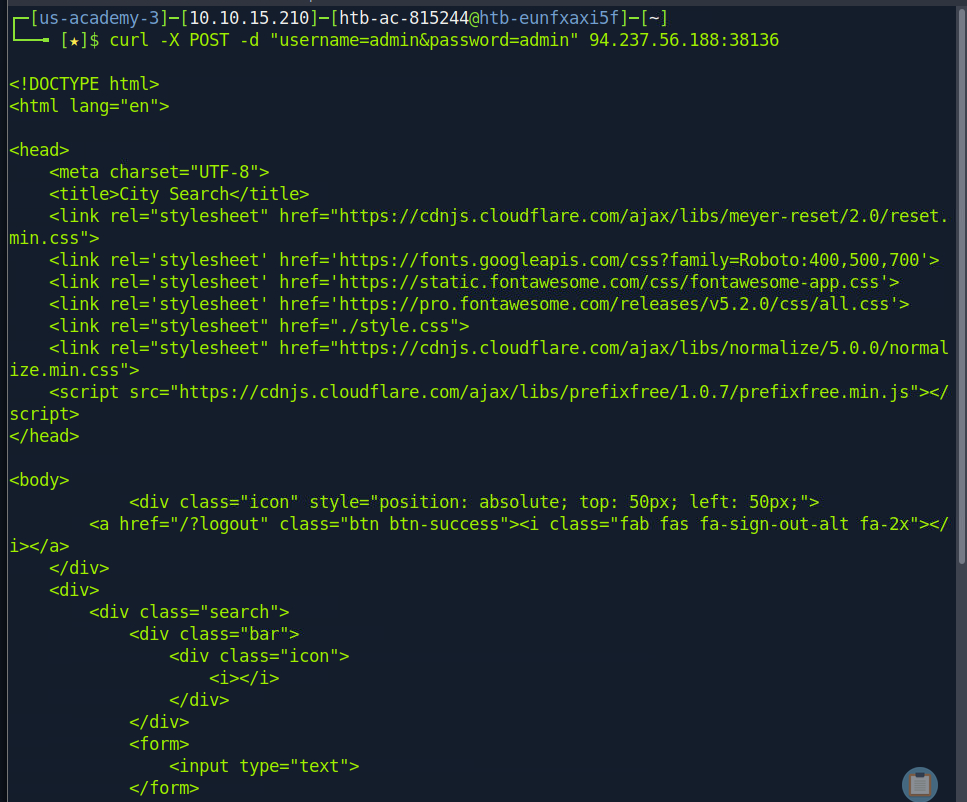 ┌─[us-academy-3]─[10.10.15.210]─[htb-ac-815244@htb-eunfxaxi5f]─[~]
└──╼ [★]$ curl -X POST -d "username=admin&password=admin" 94.237.56.188:38136

<!DOCTYPE html>
<html lang="en">

<head>
    <meta charset="UTF-8">
    <title>City Search</title>
    <link rel="stylesheet" href="https://cdnjs.cloudflare.com/ajax/libs/meyer-reset/2.0/reset.
min.css">
    <link rel='stylesheet' href='https://fonts.googleapis.com/css?family=Roboto:400,500,700'>
    <link rel='stylesheet' href='https://static.fontawesome.com/css/fontawesome-app.css'>
    <link rel='stylesheet' href='https://pro.fontawesome.com/releases/v5.2.0/css/all.css'>
    <link rel="stylesheet" href="./style.css">
    <link rel="stylesheet" href="https://cdnjs.cloudflare.com/ajax/libs/normalize/5.0.0/normal
ize.min.css">
    <script src="https://cdnjs.cloudflare.com/ajax/libs/prefixfree/1.0.7/prefixfree.min.js"></
script>
</head>

<body>
            <div class="icon" style="position: absolute; top: 50px; left: 50px;">
        <a href="/?logout" class="btn btn-success"><i class="fab fas fa-sign-out-alt fa-2x"></
i></a>
    </div>
    <div>
        <div class="search">
            <div class="bar">
                <div class="icon">
                    <i></i>
                </div>
            </div>
            <form>
                <input type="text">
            </form>